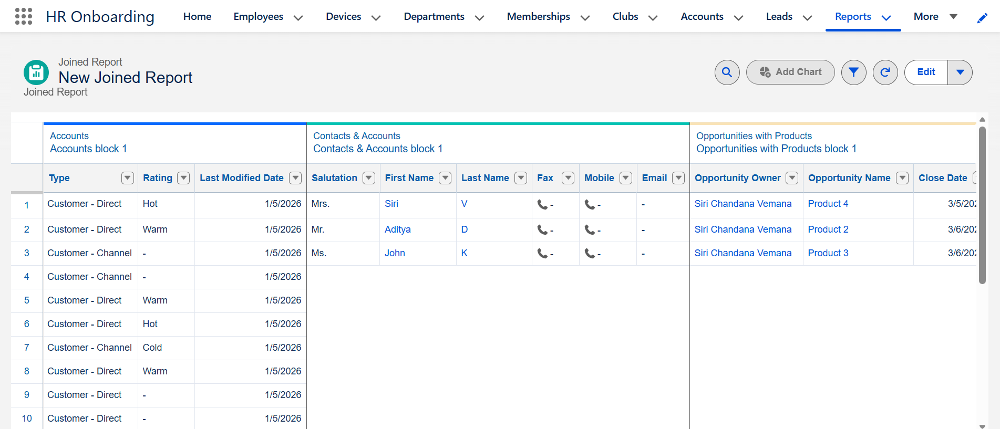 HR Onboarding Home Employees Devices Departments Memberships Clubs Accounts Leads Reports More
Joined Report
New Joined Report
Joined Report
Add Chart Edit
Accounts Contacts & Accounts Opportunities with Products
Accounts block 1 Contacts & Accounts block 1 Opportunities with Products block 1
Type Rating Last Modified Date Salutation First Name Last Name Fax Mobile Email Opportunity Owner Opportunity Name Close Date
1 Customer - Direct Hot 1/5/2026 Mrs. Siri V - - - Siri Chandana Vemana Product 4 3/5/202
2 Customer - Direct Warm 1/5/2026 Mr. Aditya D - - - Siri Chandana Vemana Product 2 3/6/202
3 Customer - Channel - 1/5/2026 Ms. John K - - - Siri Chandana Vemana Product 3 3/6/202
4 Customer - Channel - 1/5/2026
5 Customer - Direct Warm 1/5/2026
6 Customer - Direct Hot 1/5/2026
7 Customer - Channel Cold 1/5/2026
8 Customer - Direct Warm 1/5/2026
9 Customer - Direct - 1/5/2026
10 Customer - Direct - 1/5/2026